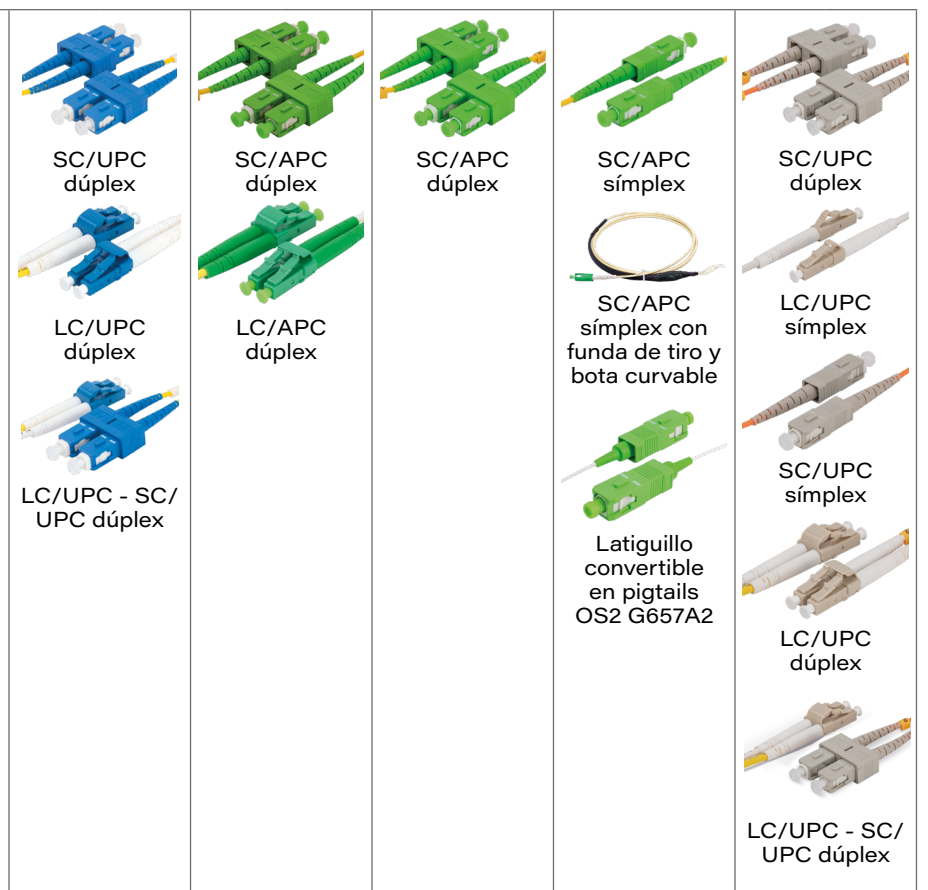 SC/UPC
dúplex
LC/UPC
dúplex
LC/UPC - SC/
UPC dúplex
SC/APC
dúplex
LC/APC
dúplex
SC/APC
dúplex
SC/APC
símplex
SC/APC
símplex con
funda de tiro y
bota curvable
Latiguillo
convertible
en pigtails
OS2 G657A2
SC/UPC
dúplex
LC/UPC
símplex
SC/UPC
símplex
LC/UPC
dúplex
LC/UPC - SC/
UPC dúplex